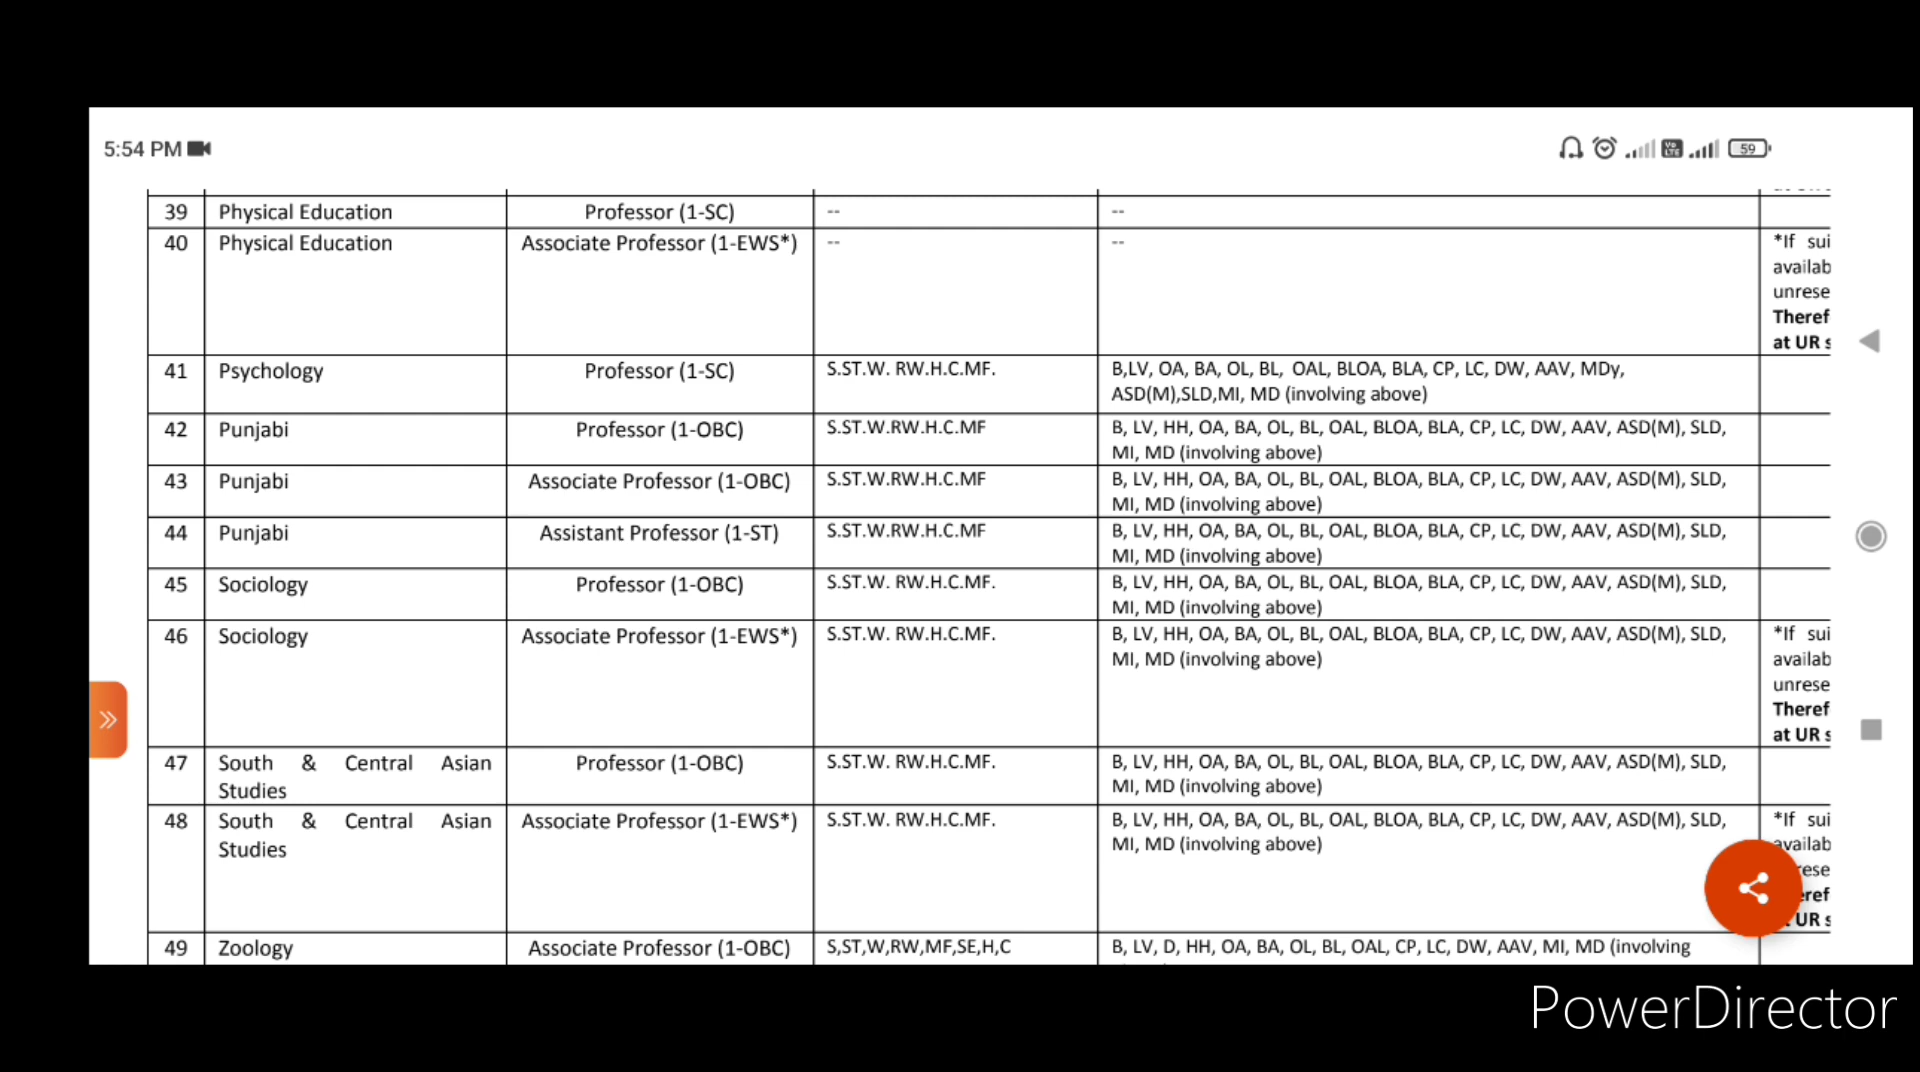 5:54 PM
Vo LTE 59
39 Physical Education Professor (1-SC) -- --
40 Physical Education Associate Professor (1-EWS*) -- -- *If sui
availab
unrese
Theref
at UR s
41 Psychology Professor (1-SC) S.ST.W. RW.H.C.MF. B,LV, OA, BA, OL, BL, OAL, BLOA, BLA, CP, LC, DW, AAV, MDy,
ASD(M),SLD,MI, MD (involving above)
42 Punjabi Professor (1-OBC) S.ST.W.RW.H.C.MF B, LV, HH, OA, BA, OL, BL, OAL, BLOA, BLA, CP, LC, DW, AAV, ASD(M), SLD,
MI, MD (involving above)
43 Punjabi Associate Professor (1-OBC) S.ST.W.RW.H.C.MF B, LV, HH, OA, BA, OL, BL, OAL, BLOA, BLA, CP, LC, DW, AAV, ASD(M), SLD,
MI, MD (involving above)
44 Punjabi Assistant Professor (1-ST) S.ST.W.RW.H.C.MF B, LV, HH, OA, BA, OL, BL, OAL, BLOA, BLA, CP, LC, DW, AAV, ASD(M), SLD,
MI, MD (involving above)
45 Sociology Professor (1-OBC) S.ST.W. RW.H.C.MF. B, LV, HH, OA, BA, OL, BL, OAL, BLOA, BLA, CP, LC, DW, AAV, ASD(M), SLD,
MI, MD (involving above)
46 Sociology Associate Professor (1-EWS*) S.ST.W. RW.H.C.MF. B, LV, HH, OA, BA, OL, BL, OAL, BLOA, BLA, CP, LC, DW, AAV, ASD(M), SLD, *If sui
MI, MD (involving above) availab
unrese
Theref
at UR s
47 South & Central Asian Professor (1-OBC) S.ST.W. RW.H.C.MF. B, LV, HH, OA, BA, OL, BL, OAL, BLOA, BLA, CP, LC, DW, AAV, ASD(M), SLD,
Studies MI, MD (involving above)
48 South & Central Asian Associate Professor (1-EWS*) S.ST.W. RW.H.C.MF. B, LV, HH, OA, BA, OL, BL, OAL, BLOA, BLA, CP, LC, DW, AAV, ASD(M), SLD, *If sui
Studies MI, MD (involving above) availab
rese
eref
UR s
49 Zoology Associate Professor (1-OBC) S,ST,W,RW,MF,SE,H,C B, LV, D, HH, OA, BA, OL, BL, OAL, CP, LC, DW, AAV, MI, MD (involving
PowerDirector